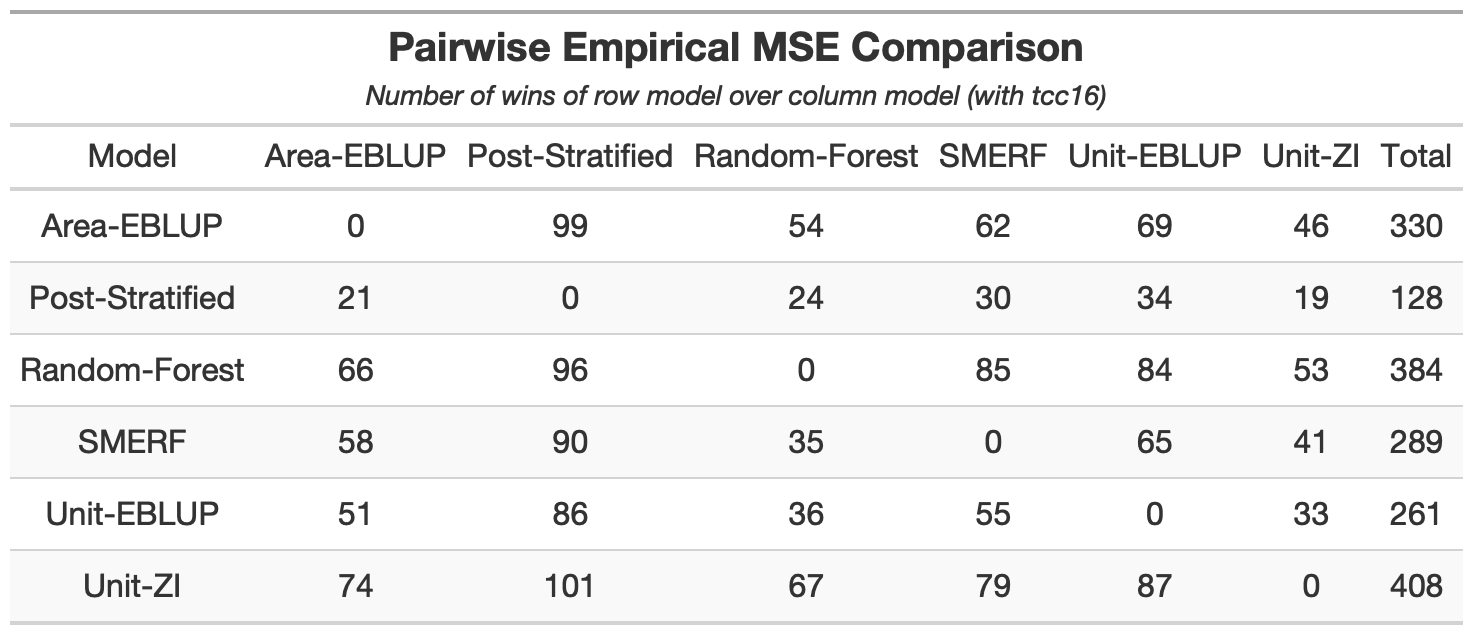 Pairwise Empirical MSE Comparison
Number of wins of row model over column model (with tcc16)
Model Area-EBLUP Post-Stratified Random-Forest SMERF Unit-EBLUP Unit-ZI Total
Area-EBLUP 0 99 54 62 69 46 330
Post-Stratified 21 0 24 30 34 19 128
Random-Forest 66 96 0 85 84 53 384
SMERF 58 90 35 0 65 41 289
Unit-EBLUP 51 86 36 55 0 33 261
Unit-ZI 74 101 67 79 87 0 408